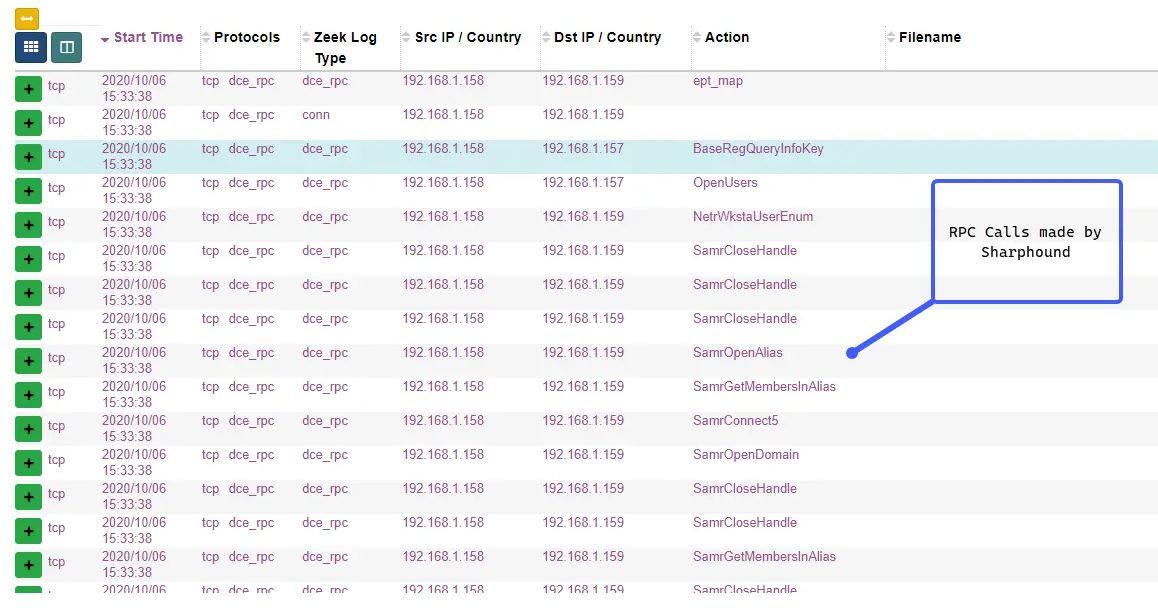 Start Time Protocols Zeek Log Type Src IP / Country Dst IP / Country Action Filename
+ tcp 2020/10/06 15:33:38 tcp dce_rpc dce_rpc 192.168.1.158 192.168.1.159 ept_map
+ tcp 2020/10/06 15:33:38 tcp dce_rpc conn 192.168.1.158 192.168.1.159
+ tcp 2020/10/06 15:33:38 tcp dce_rpc dce_rpc 192.168.1.158 192.168.1.157 BaseRegQueryInfoKey
+ tcp 2020/10/06 15:33:38 tcp dce_rpc dce_rpc 192.168.1.158 192.168.1.157 OpenUsers
+ tcp 2020/10/06 15:33:38 tcp dce_rpc dce_rpc 192.168.1.158 192.168.1.159 NetrWkstaUserEnum
RPC Calls made by
Sharphound
+ tcp 2020/10/06 15:33:38 tcp dce_rpc dce_rpc 192.168.1.158 192.168.1.159 SamrCloseHandle
+ tcp 2020/10/06 15:33:38 tcp dce_rpc dce_rpc 192.168.1.158 192.168.1.159 SamrCloseHandle
+ tcp 2020/10/06 15:33:38 tcp dce_rpc dce_rpc 192.168.1.158 192.168.1.159 SamrCloseHandle
+ tcp 2020/10/06 15:33:38 tcp dce_rpc dce_rpc 192.168.1.158 192.168.1.159 SamrOpenAlias
+ tcp 2020/10/06 15:33:38 tcp dce_rpc dce_rpc 192.168.1.158 192.168.1.159 SamrGetMembersInAlias
+ tcp 2020/10/06 15:33:38 tcp dce_rpc dce_rpc 192.168.1.158 192.168.1.159 SamrConnect5
+ tcp 2020/10/06 15:33:38 tcp dce_rpc dce_rpc 192.168.1.158 192.168.1.159 SamrOpenDomain
+ tcp 2020/10/06 15:33:38 tcp dce_rpc dce_rpc 192.168.1.158 192.168.1.159 SamrCloseHandle
+ tcp 2020/10/06 15:33:38 tcp dce_rpc dce_rpc 192.168.1.158 192.168.1.159 SamrCloseHandle
+ tcp 2020/10/06 15:33:38 tcp dce_rpc dce_rpc 192.168.1.158 192.168.1.159 SamrGetMembersInAlias
2020/10/06 tcp dce_rpc dce_rpc 192.168.1.158 192.168.1.159 SamrCloseHandle